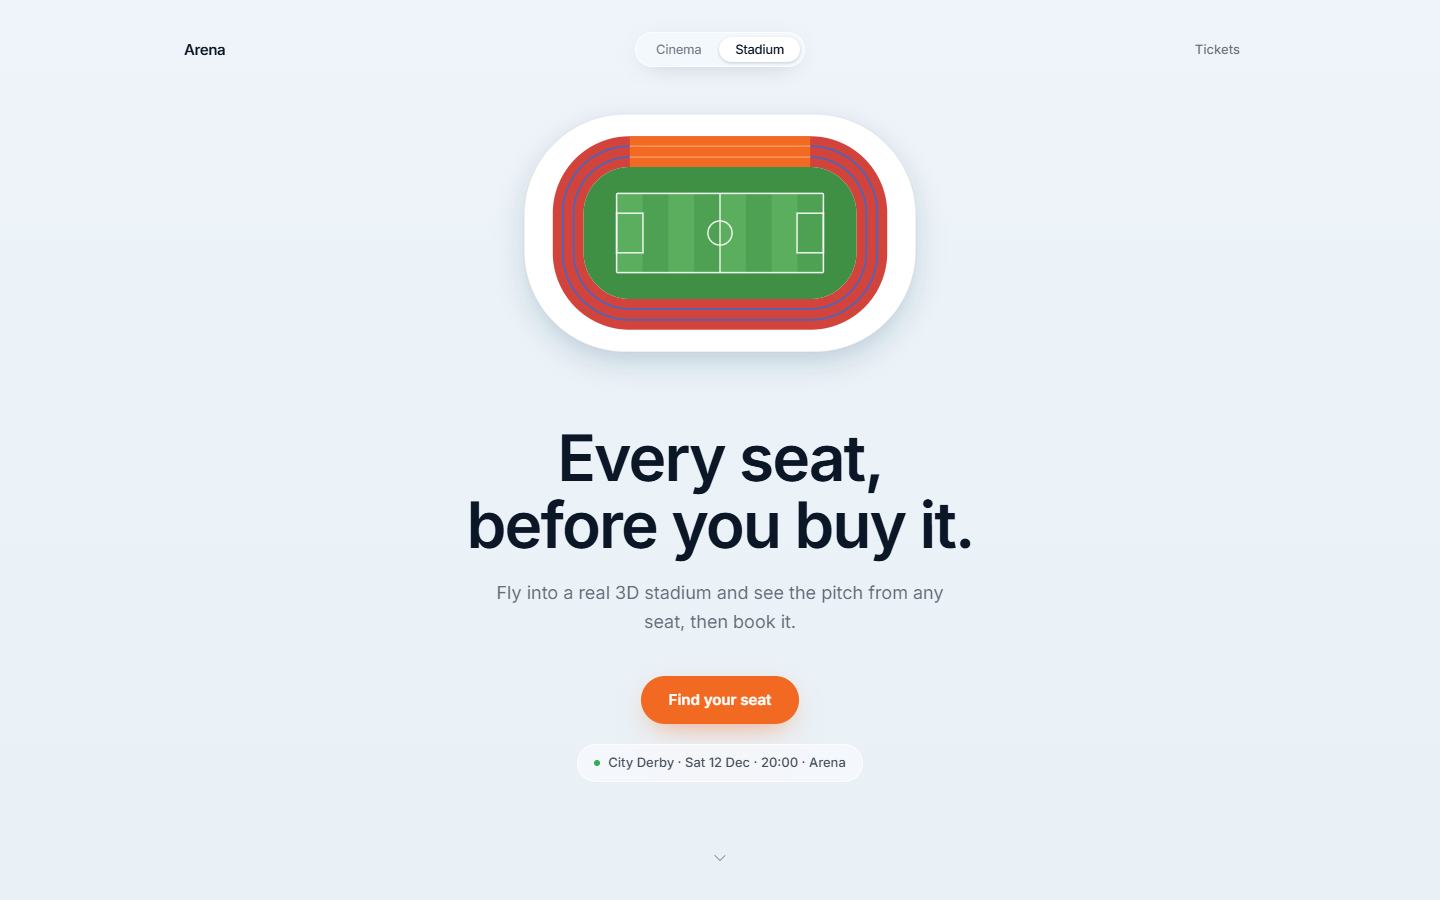 Arena
Cinema
Stadium
Tickets
Every seat,
before you buy it.
Fly into a real 3D stadium and see the pitch from any
seat, then book it.
Find your seat
City Derby · Sat 12 Dec · 20:00 · Arena